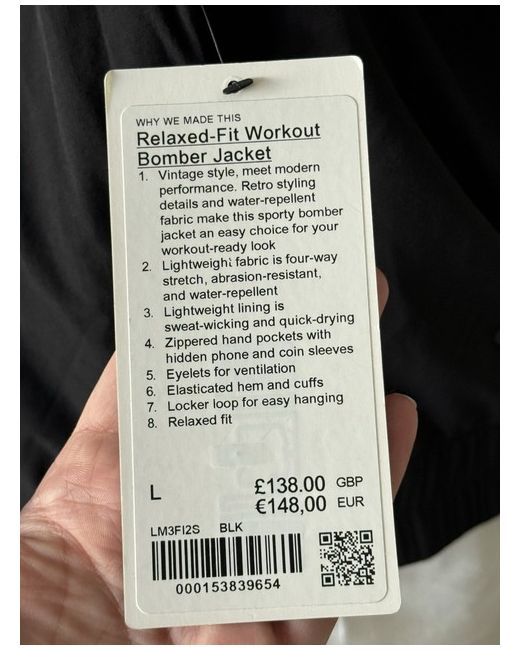 WHY WE MADE THIS
Relaxed-Fit Workout
Bomber Jacket
1. Vintage style, meet modern
performance. Retro styling
details and water-repellent
fabric make this sporty bomber
jacket an easy choice for your
workout-ready look
2. Lightweight fabric is four-way
stretch, abrasion-resistant,
and water-repellent
3. Lightweight lining is
sweat-wicking and quick-drying
4. Zippered hand pockets with
hidden phone and coin sleeves
5. Eyelets for ventilation
6. Elasticated hem and cuffs
7. Locker loop for easy hanging
8. Relaxed fit
L £138.00 GBP
€148,00 EUR
LM3FI2S BLK
000153839654